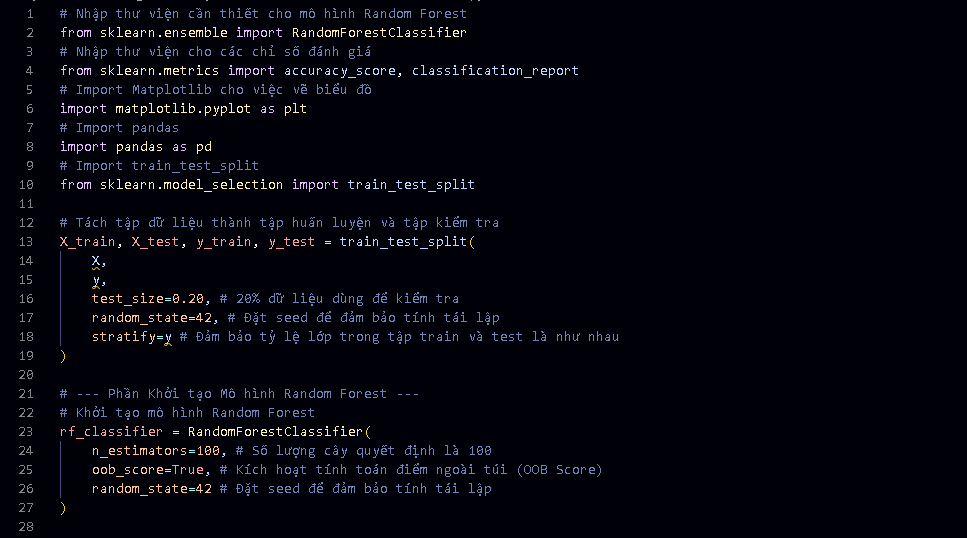 1 # Nhập thư viện cần thiết cho mô hình Random Forest
2 from sklearn.ensemble import RandomForestClassifier
3 # Nhập thư viện cho các chỉ số đánh giá
4 from sklearn.metrics import accuracy_score, classification_report
5 # Import Matplotlib cho việc vẽ biểu đồ
6 import matplotlib.pyplot as plt
7 # Import pandas
8 import pandas as pd
9 # Import train_test_split
10 from sklearn.model_selection import train_test_split
11
12 # Tách tập dữ liệu thành tập huấn luyện và tập kiểm tra
13 X_train, X_test, y_train, y_test = train_test_split(
14     X,
15     y,
16     test_size=0.20, # 20% dữ liệu dùng để kiểm tra
17     random_state=42, # Đặt seed để đảm bảo tính tái lập
18     stratify=y # Đảm bảo tỷ lệ lớp trong tập train và test là như nhau
19 )
20
21 # --- Phần Khởi tạo Mô hình Random Forest ---
22 # Khởi tạo mô hình Random Forest
23 rf_classifier = RandomForestClassifier(
24     n_estimators=100, # Số lượng cây quyết định là 100
25     oob_score=True, # Kích hoạt tính toán điểm ngoài túi (OOB Score)
26     random_state=42 # Đặt seed để đảm bảo tính tái lập
27 )
28